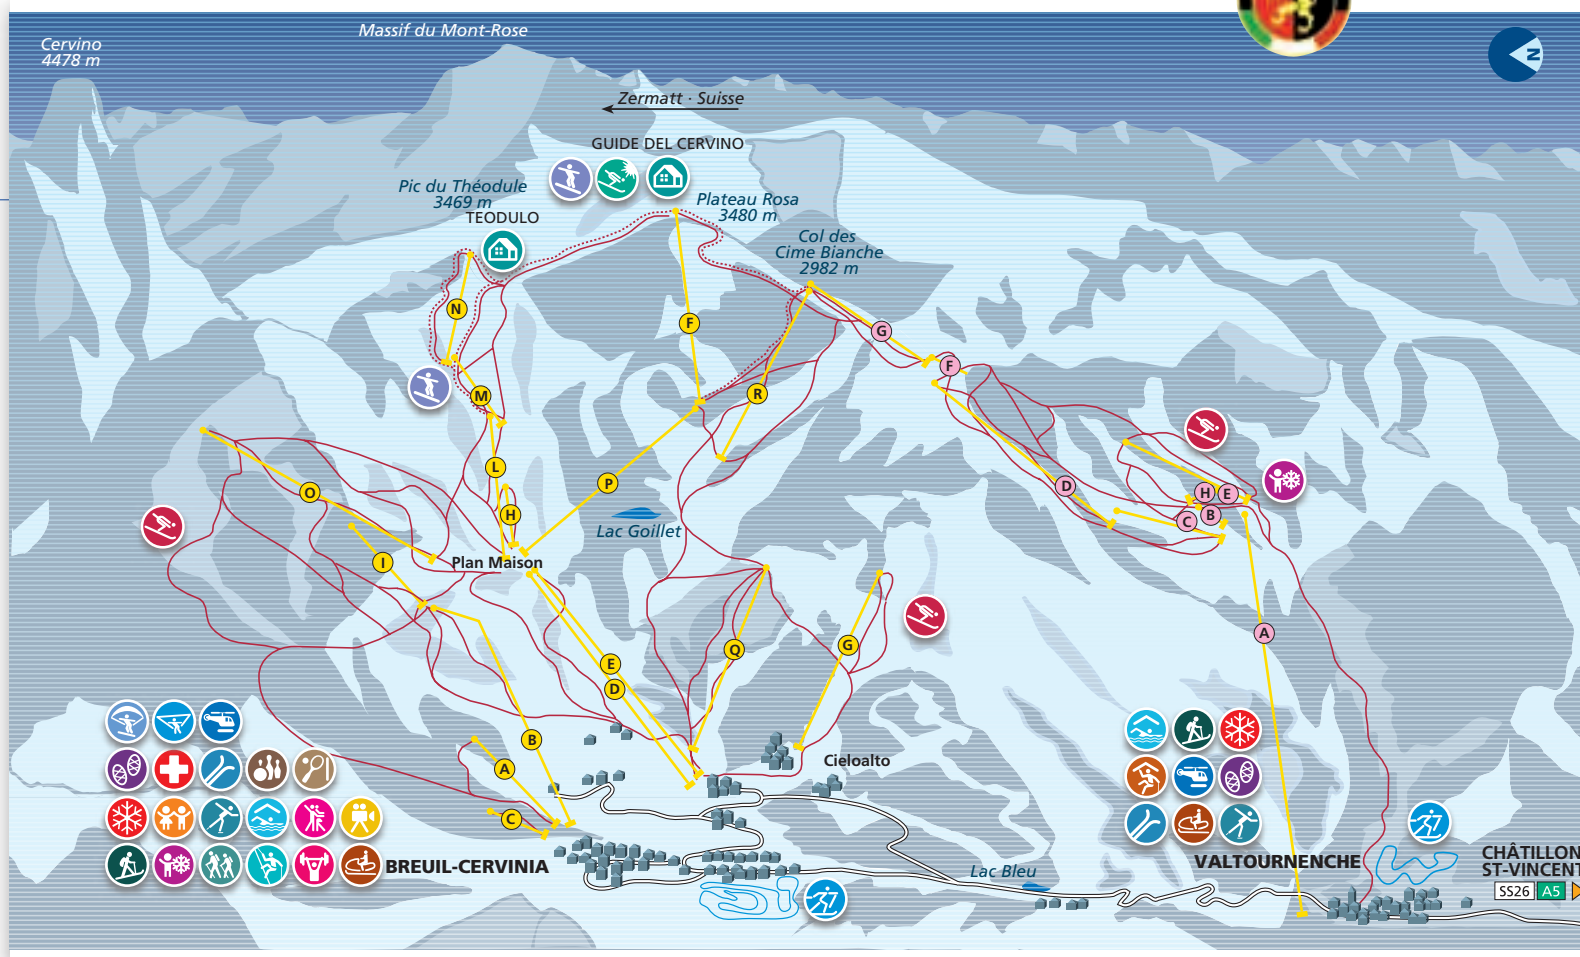 Massif du Mont-Rose
Cervino
4478 m
N
Zermatt · Suisse
GUIDE DEL CERVINO
Pic du Théodule
3469 m
TEODULO
Plateau Rosa
3480 m
Col des
Cime Bianche
2982 m
N
F
G
F
M
R
L
P
O
H
D
H
E
C
B
Lac Goillet
I
Plan Maison
A
E
Q
G
D
B
A
Cieloalto
C
BREUIL-CERVINIA
Lac Bleu
VALTOURNENCHE
CHÂTILLON
ST-VINCENT
SS26
A5